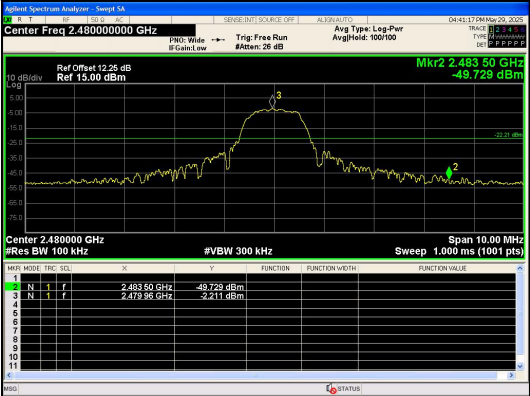 Agilent Spectrum Analyzer - Swept SA
R T RF 50 Ω AC SENSE:INT SOURCE OFF ALIGNAUTO 04:41:17 PM May 29, 2025
Center Freq 2.480000000 GHz
PNO: Wide Trig: Free Run Avg Type: Log-Pwr TRACE 1 2 3 4 5 6
IFGain:Low #Atten: 26 dB Avg|Hold: 100/100 TYPE M
DET P P P P P P
Mkr2 2.483 50 GHz
-49.729 dBm
Ref Offset 12.25 dB
10 dB/div Ref 15.00 dBm
Log
5.00
-5.00
-15.0
-22.21 dBm
-25.0
-35.0
-45.0
-55.0
-65.0
-75.0
3
2
Center 2.480000 GHz Span 10.00 MHz
#Res BW 100 kHz #VBW 300 kHz Sweep 1.000 ms (1001 pts)
MKR MODE TRC SCL X Y FUNCTION FUNCTION WIDTH FUNCTION VALUE
1
2 N 1 f 2.483 50 GHz -49.729 dBm
3 N 1 f 2.479 96 GHz -2.211 dBm
4
5
6
7
8
9
10
11
MSG STATUS